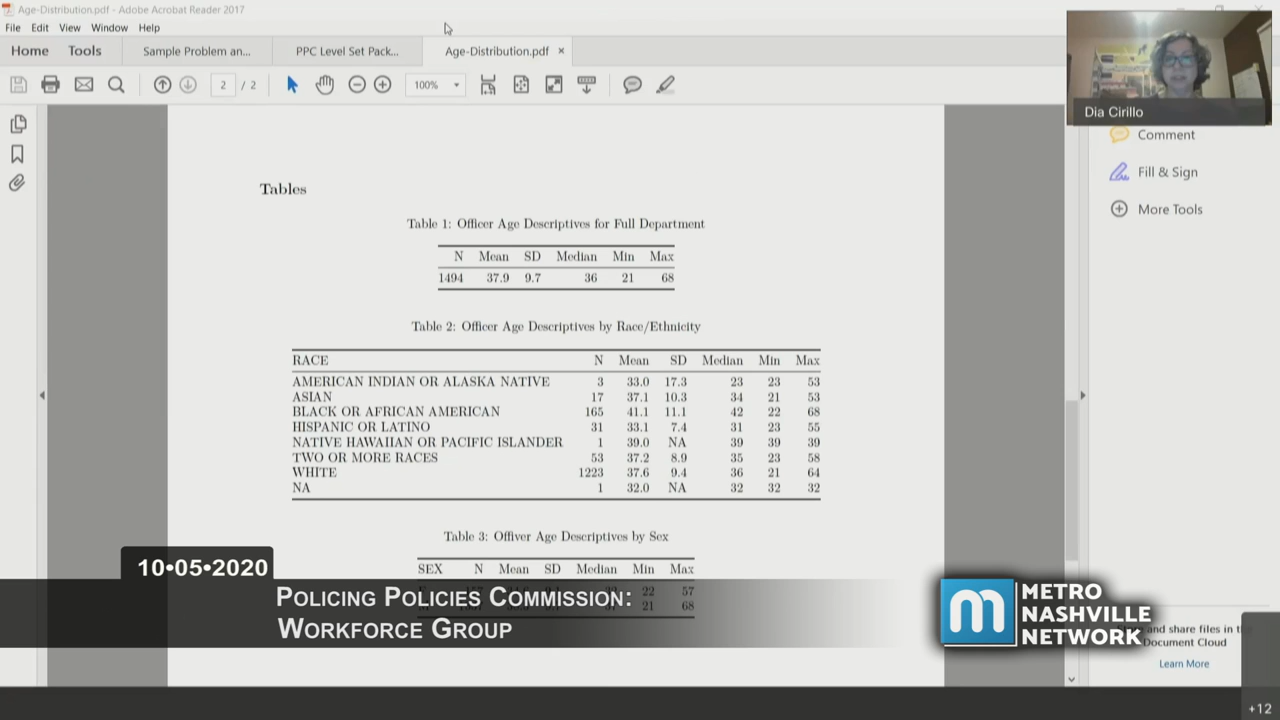 Age-Distribution.pdf - Adobe Acrobat Reader 2017
File Edit View Window Help
Home Tools Sample Problem an... PPC Level Set Pack... Age-Distribution.pdf ×
2 / 2 100%
Dia Cirillo
Comment
Fill & Sign
More Tools
Tables
Table 1: Officer Age Descriptives for Full Department
N Mean SD Median Min Max
1494 37.9 9.7 36 21 68
Table 2: Officer Age Descriptives by Race/Ethnicity
RACE N Mean SD Median Min Max
AMERICAN INDIAN OR ALASKA NATIVE 3 33.0 17.3 23 23 53
ASIAN 17 37.1 10.3 34 21 53
BLACK OR AFRICAN AMERICAN 165 41.1 11.1 42 22 68
HISPANIC OR LATINO 31 33.1 7.4 31 23 55
NATIVE HAWAIIAN OR PACIFIC ISLANDER 1 39.0 NA 39 39 39
TWO OR MORE RACES 53 37.2 8.9 35 23 58
WHITE 1223 37.6 9.4 36 21 64
NA 1 32.0 NA 32 32 32
Table 3: Offiver Age Descriptives by Sex
SEX N Mean SD Median Min Max
22 57
21 68
10•05•2020
POLICING POLICIES COMMISSION:
WORKFORCE GROUP
m METRO
NASHVILLE
NETWORK
and share files in
Document Cloud
Learn More
+12